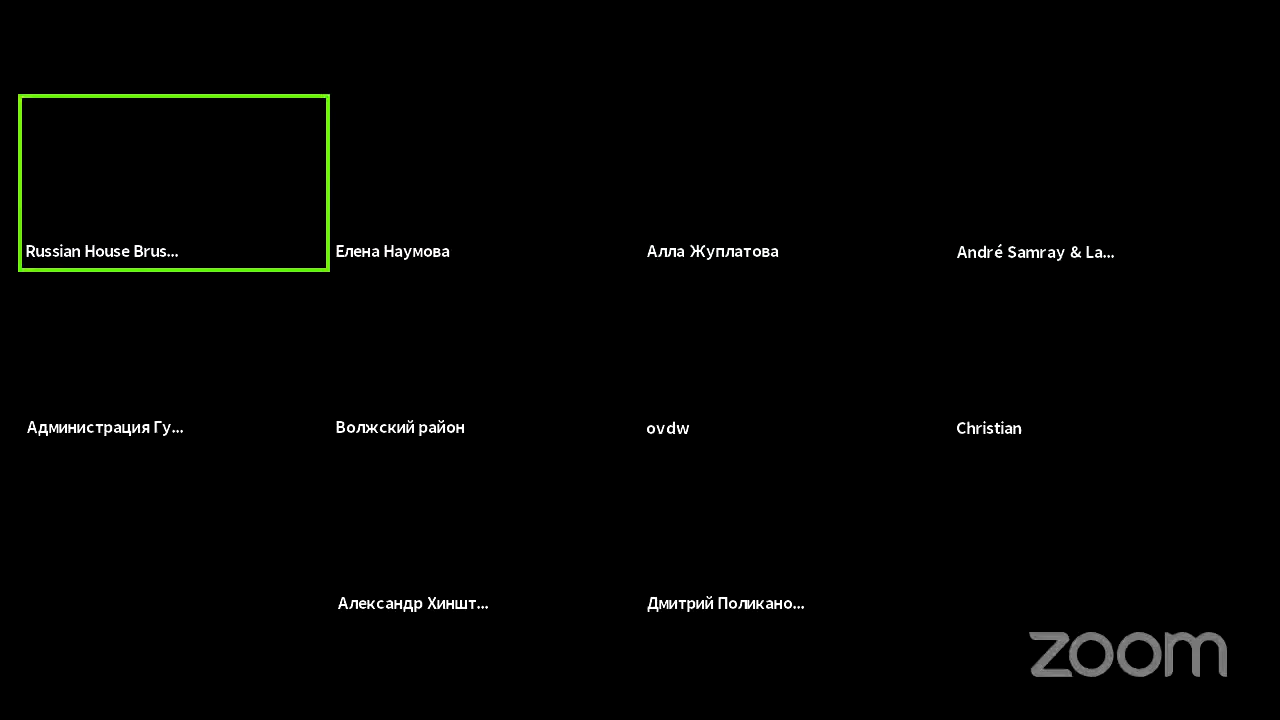 Russian House Brus...
Елена Наумова
Алла Жуплатова
André Samray & La...
Администрация Гу...
Волжский район
ovdw
Christian
Александр Хиншт...
Дмитрий Поликано...
zoom